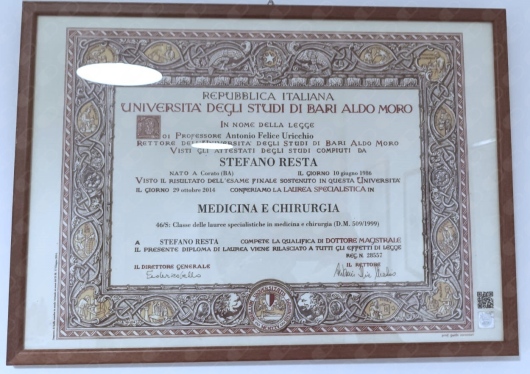 REPUBBLICA ITALIANA
UNIVERSITÀ DEGLI STUDI DI BARI ALDO MORO
IN NOME DELLA LEGGE
NOI PROFESSORE Antonio Felice Uricchio
RETTORE DELL'UNIVERSITÀ DEGLI STUDI DI BARI ALDO MORO
VISTI GLI ATTESTATI DEGLI STUDI COMPIUTI DA
STEFANO RESTA
NATO A Corato (BA) IL GIORNO 10 giugno 1986
VISTO IL RISULTATO DELL'ESAME FINALE SOSTENUTO IN QUESTA UNIVERSITÀ
IL GIORNO 29 ottobre 2014 CONFERIAMO LA LAUREA SPECIALISTICA IN
MEDICINA E CHIRURGIA
46/S: Classe delle lauree specialistiche in medicina e chirurgia (D.M. 509/1999)
A STEFANO RESTA COMPETE LA QUALIFICA DI DOTTORE MAGISTRALE
IL PRESENTE DIPLOMA DI LAUREA VIENE RILASCIATO A TUTTI GLI EFFETTI DI LEGGE
REG. N. 28557
IL DIRETTORE GENERALE IL RETTORE